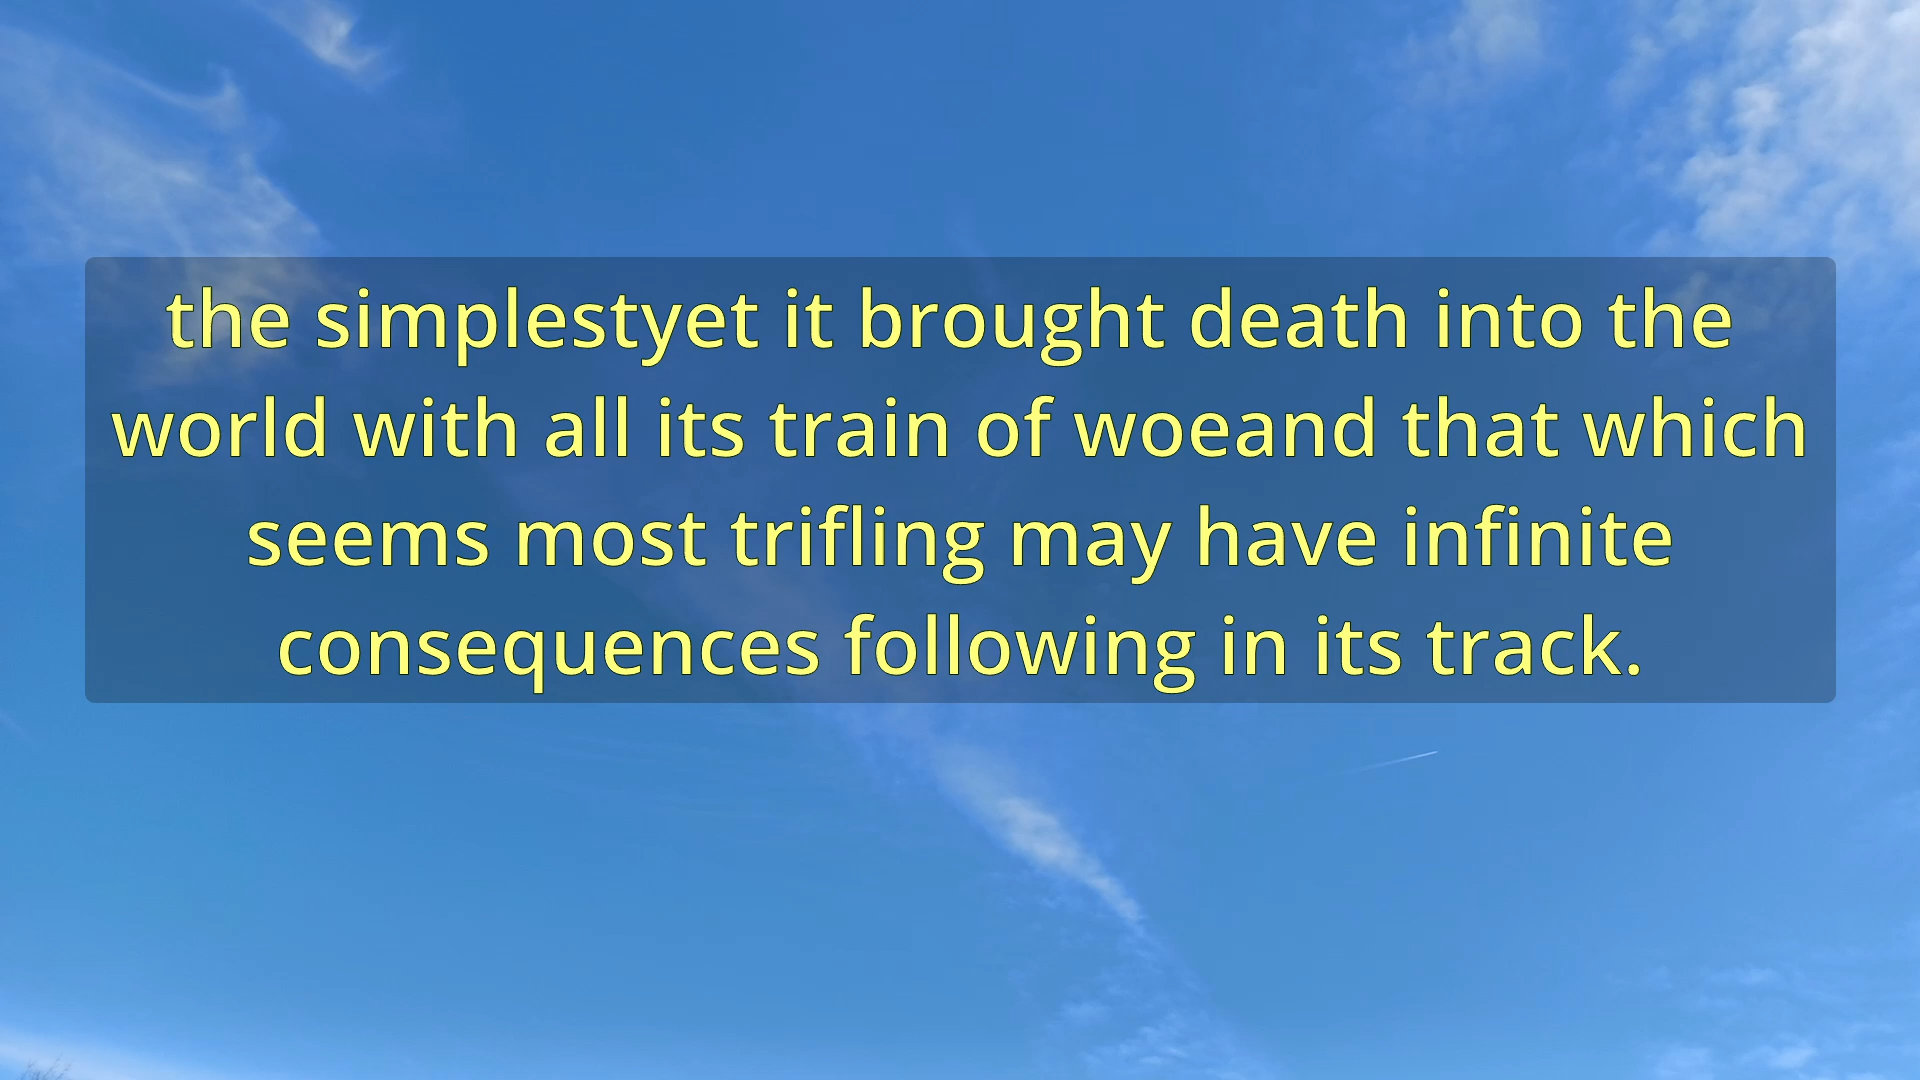 the simplestyet it brought death into the
world with all its train of woeand that which
seems most trifling may have infinite
consequences following in its track.